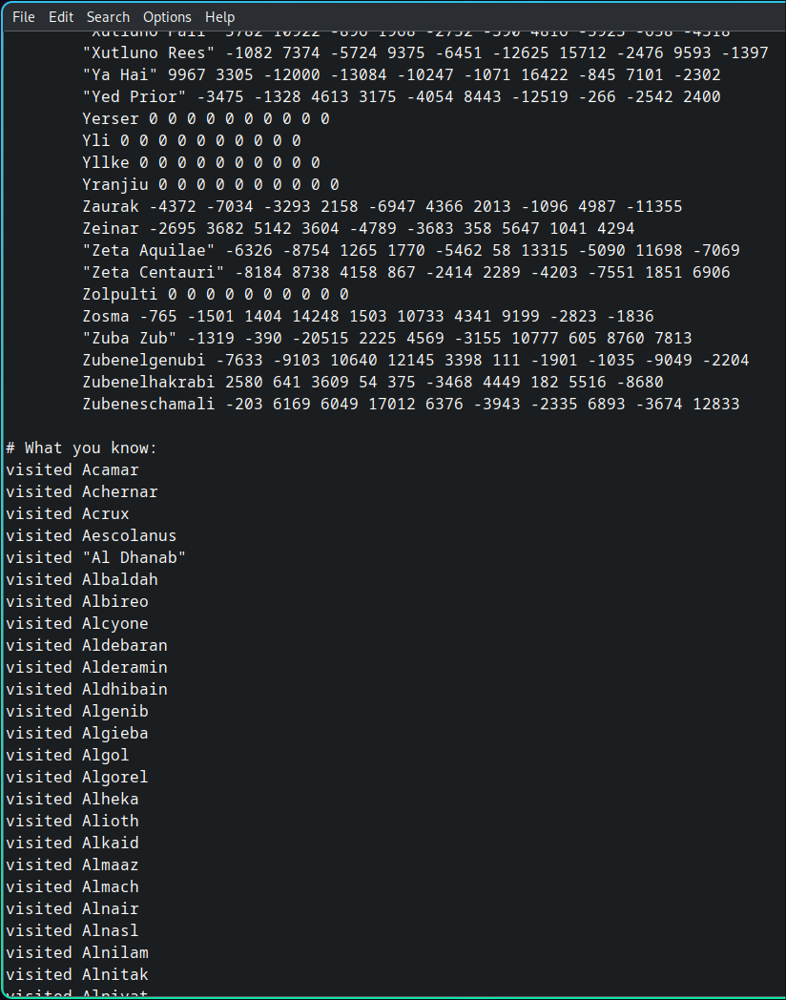 File Edit Search Options Help
"Xutluno Rees" -1082 7374 -5724 9375 -6451 -12625 15712 -2476 9593 -1397
"Ya Hai" 9967 3305 -12000 -13084 -10247 -1071 16422 -845 7101 -2302
"Yed Prior" -3475 -1328 4613 3175 -4054 8443 -12519 -266 -2542 2400
Yerser 0 0 0 0 0 0 0 0 0 0
Yli 0 0 0 0 0 0 0 0 0 0
Yllke 0 0 0 0 0 0 0 0 0 0
Yranjiu 0 0 0 0 0 0 0 0 0 0
Zaurak -4372 -7034 -3293 2158 -6947 4366 2013 -1096 4987 -11355
Zeinar -2695 3682 5142 3604 -4789 -3683 358 5647 1041 4294
"Zeta Aquilae" -6326 -8754 1265 1770 -5462 58 13315 -5090 11698 -7069
"Zeta Centauri" -8184 8738 4158 867 -2414 2289 -4203 -7551 1851 6906
Zolpulti 0 0 0 0 0 0 0 0 0 0
Zosma -765 -1501 1404 14248 1503 10733 4341 9199 -2823 -1836
"Zuba Zub" -1319 -390 -20515 2225 4569 -3155 10777 605 8760 7813
Zubenelgenubi -7633 -9103 10640 12145 3398 111 -1901 -1035 -9049 -2204
Zubenelhakrabi 2580 641 3609 54 375 -3468 4449 182 5516 -8680
Zubeneschamali -203 6169 6049 17012 6376 -3943 -2335 6893 -3674 12833
# What you know:
visited Acamar
visited Achernar
visited Acrux
visited Aescolanus
visited "Al Dhanab"
visited Albaldah
visited Albireo
visited Alcyone
visited Aldebaran
visited Alderamin
visited Aldhibain
visited Algenib
visited Algieba
visited Algol
visited Algorel
visited Alheka
visited Alioth
visited Alkaid
visited Almaaz
visited Almach
visited Alnair
visited Alnasl
visited Alnilam
visited Alnitak
visited